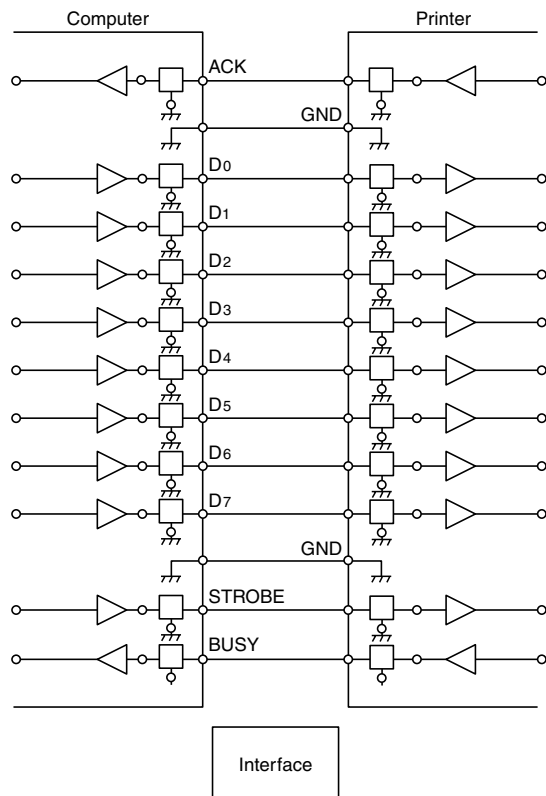 Computer
Printer
ACK
GND
D0
D1
D2
D3
D4
D5
D6
D7
GND
STROBE
BUSY
Interface